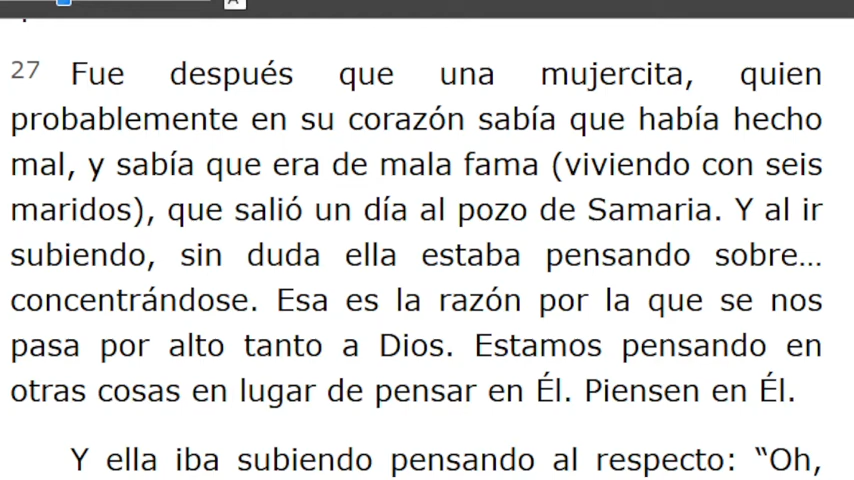 27 Fue después que una mujercita, quien
probablemente en su corazón sabía que había hecho
mal, y sabía que era de mala fama (viviendo con seis
maridos), que salió un día al pozo de Samaria. Y al ir
subiendo, sin duda ella estaba pensando sobre...
concentrándose. Esa es la razón por la que se nos
pasa por alto tanto a Dios. Estamos pensando en
otras cosas en lugar de pensar en Él. Piensen en Él.
Y ella iba subiendo pensando al respecto: “Oh,